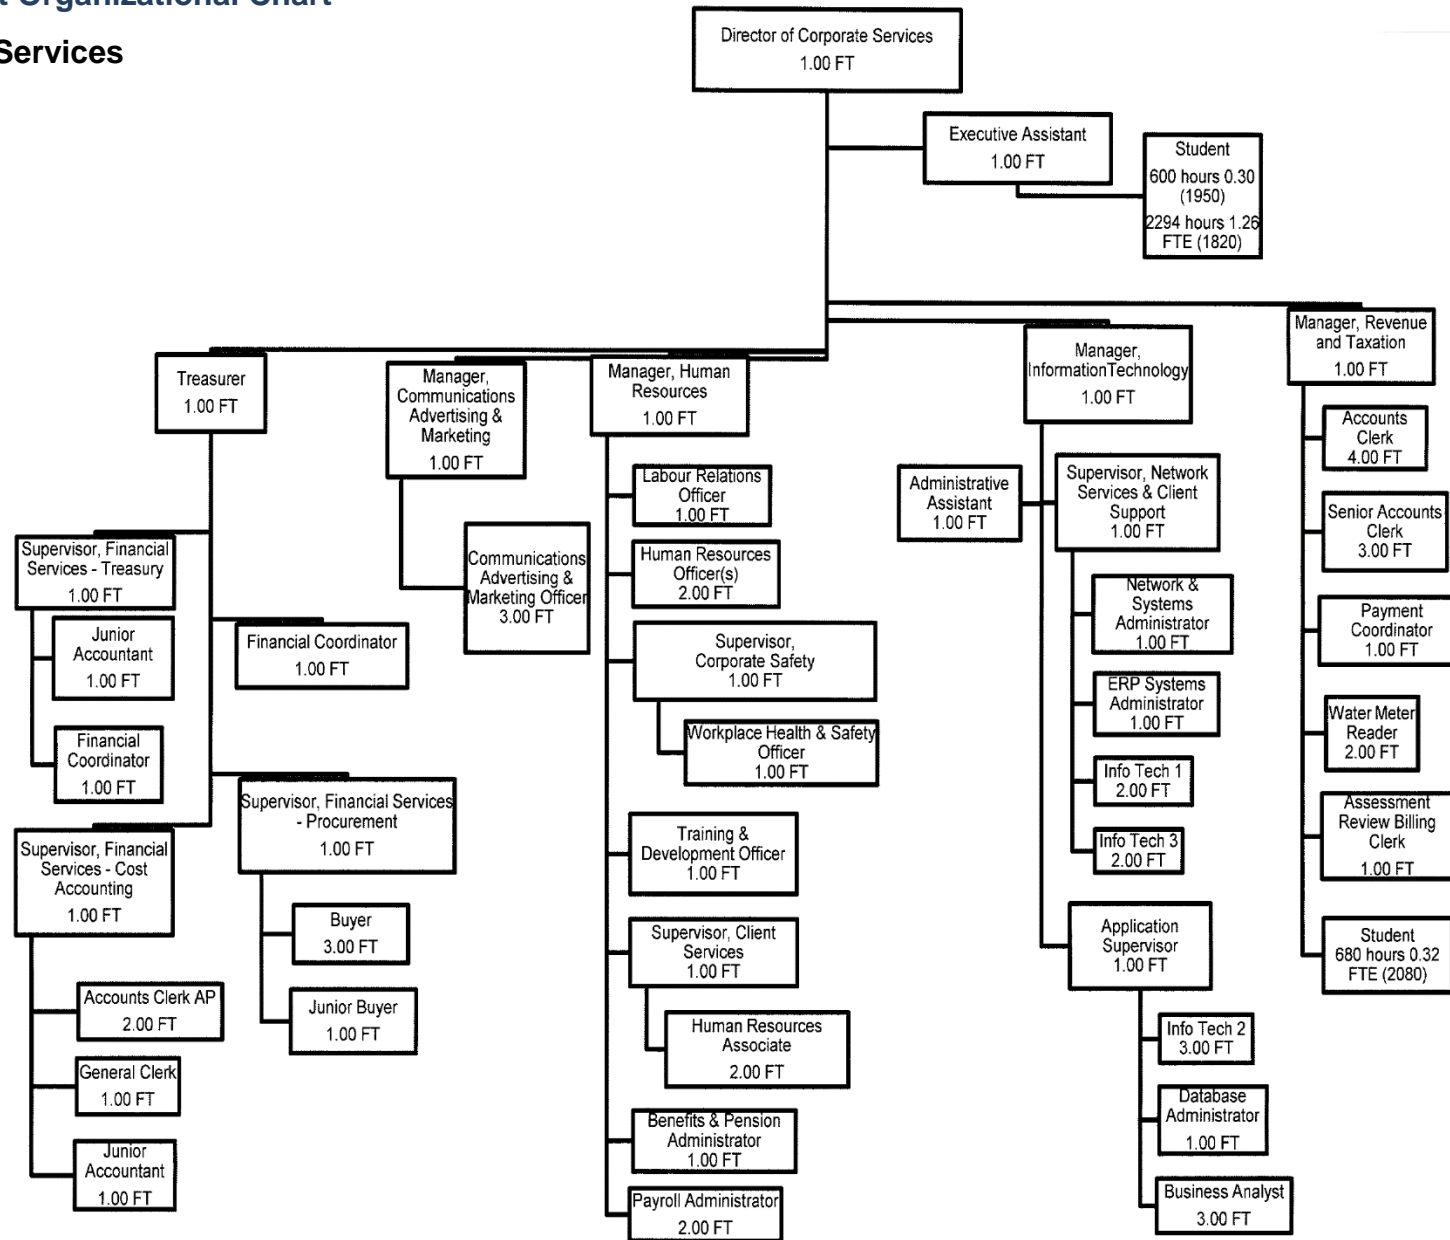 t Organizational Chart
Services
Director of Corporate Services
1.00 FT
Executive Assistant
1.00 FT
Student
600 hours 0.30
(1950)
2294 hours 1.26
FTE (1820)
Treasurer
1.00 FT
Supervisor, Financial
Services - Treasury
1.00 FT
Junior
Accountant
1.00 FT
Financial
Coordinator
1.00 FT
Financial Coordinator
1.00 FT
Supervisor, Financial
Services - Cost
Accounting
1.00 FT
Accounts Clerk AP
2.00 FT
General Clerk
1.00 FT
Junior
Accountant
1.00 FT
Supervisor, Financial Services
- Procurement
1.00 FT
Buyer
3.00 FT
Junior Buyer
1.00 FT
Manager,
Communications
Advertising &
Marketing
1.00 FT
Communications
Advertising &
Marketing Officer
3.00 FT
Manager, Human
Resources
1.00 FT
Labour Relations
Officer
1.00 FT
Human Resources
Officer(s)
2.00 FT
Supervisor,
Corporate Safety
1.00 FT
Workplace Health & Safety
Officer
1.00 FT
Training &
Development Officer
1.00 FT
Supervisor, Client
Services
1.00 FT
Human Resources
Associate
2.00 FT
Benefits & Pension
Administrator
1.00 FT
Payroll Administrator
2.00 FT
Manager,
InformationTechnology
1.00 FT
Administrative
Assistant
1.00 FT
Supervisor, Network
Services & Client
Support
1.00 FT
Network &
Systems
Administrator
1.00 FT
ERP Systems
Administrator
1.00 FT
Info Tech 1
2.00 FT
Info Tech 3
2.00 FT
Application
Supervisor
1.00 FT
Info Tech 2
3.00 FT
Database
Administrator
1.00 FT
Business Analyst
3.00 FT
Manager, Revenue
and Taxation
1.00 FT
Accounts
Clerk
4.00 FT
Senior Accounts
Clerk
3.00 FT
Payment
Coordinator
1.00 FT
Water Meter
Reader
2.00 FT
Assessment
Review Billing
Clerk
1.00 FT
Student
680 hours 0.32
FTE (2080)